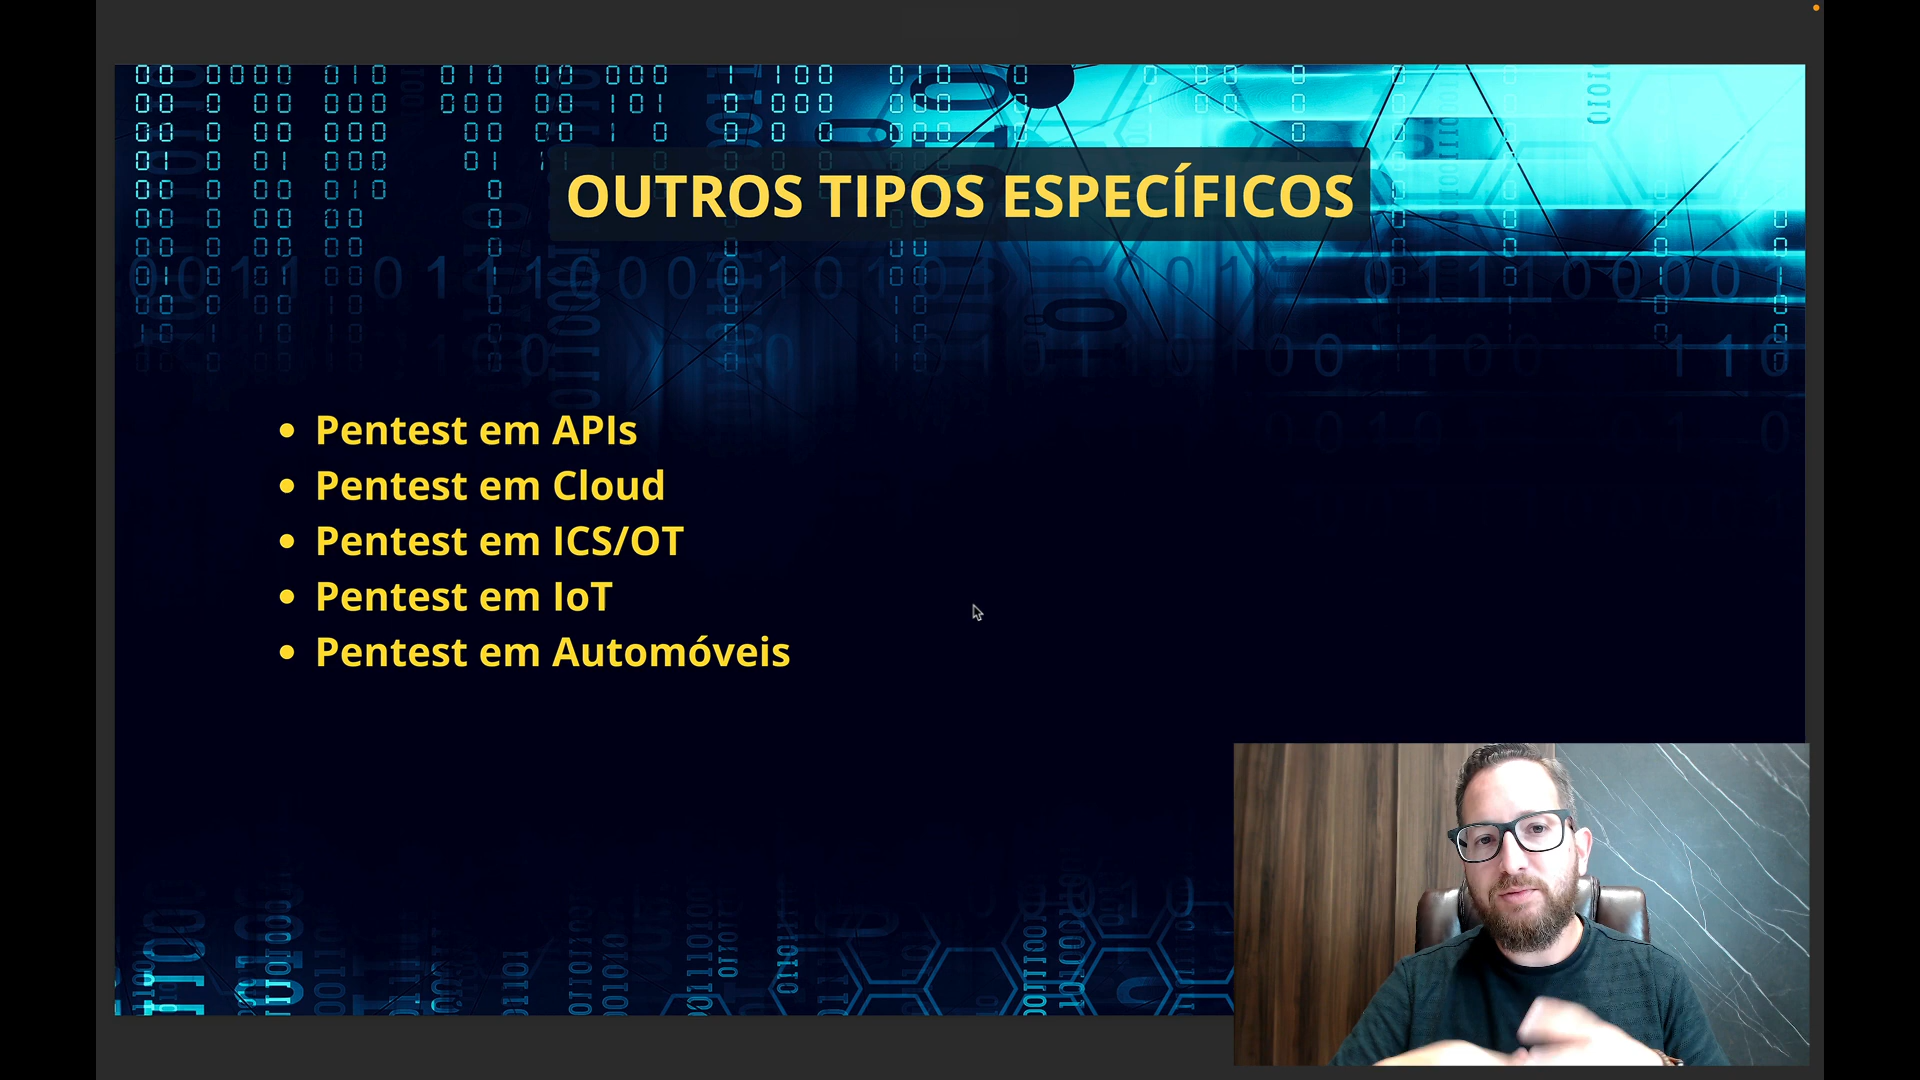 OUTROS TIPOS ESPECÍFICOS
• Pentest em APIs
• Pentest em Cloud
• Pentest em ICS/OT
• Pentest em IoT
• Pentest em Automóveis